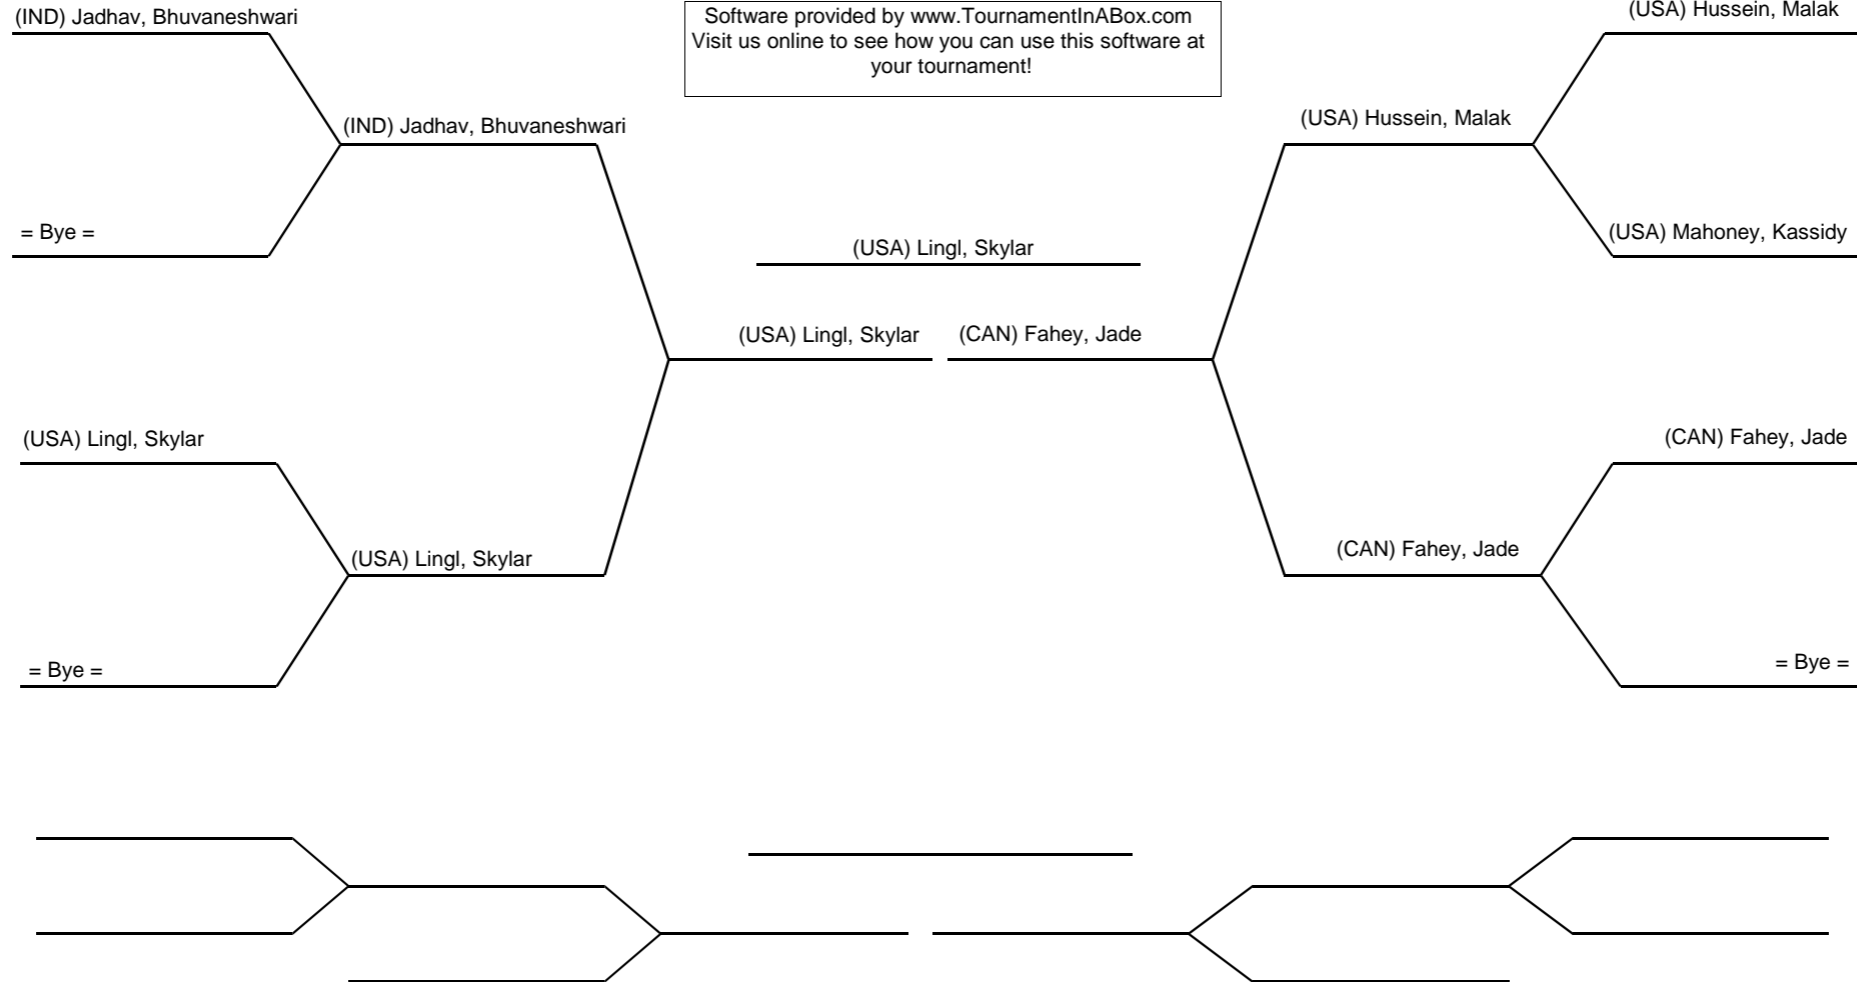 (IND) Jadhav, Bhuvaneshwari
Software provided by www.TournamentInABox.com
Visit us online to see how you can use this software at
your tournament!
(USA) Hussein, Malak
(IND) Jadhav, Bhuvaneshwari
(USA) Hussein, Malak
= Bye =
(USA) Lingl, Skylar
(USA) Mahoney, Kassidy
(USA) Lingl, Skylar
(CAN) Fahey, Jade
(USA) Lingl, Skylar
(CAN) Fahey, Jade
(USA) Lingl, Skylar
(CAN) Fahey, Jade
= Bye =
= Bye =